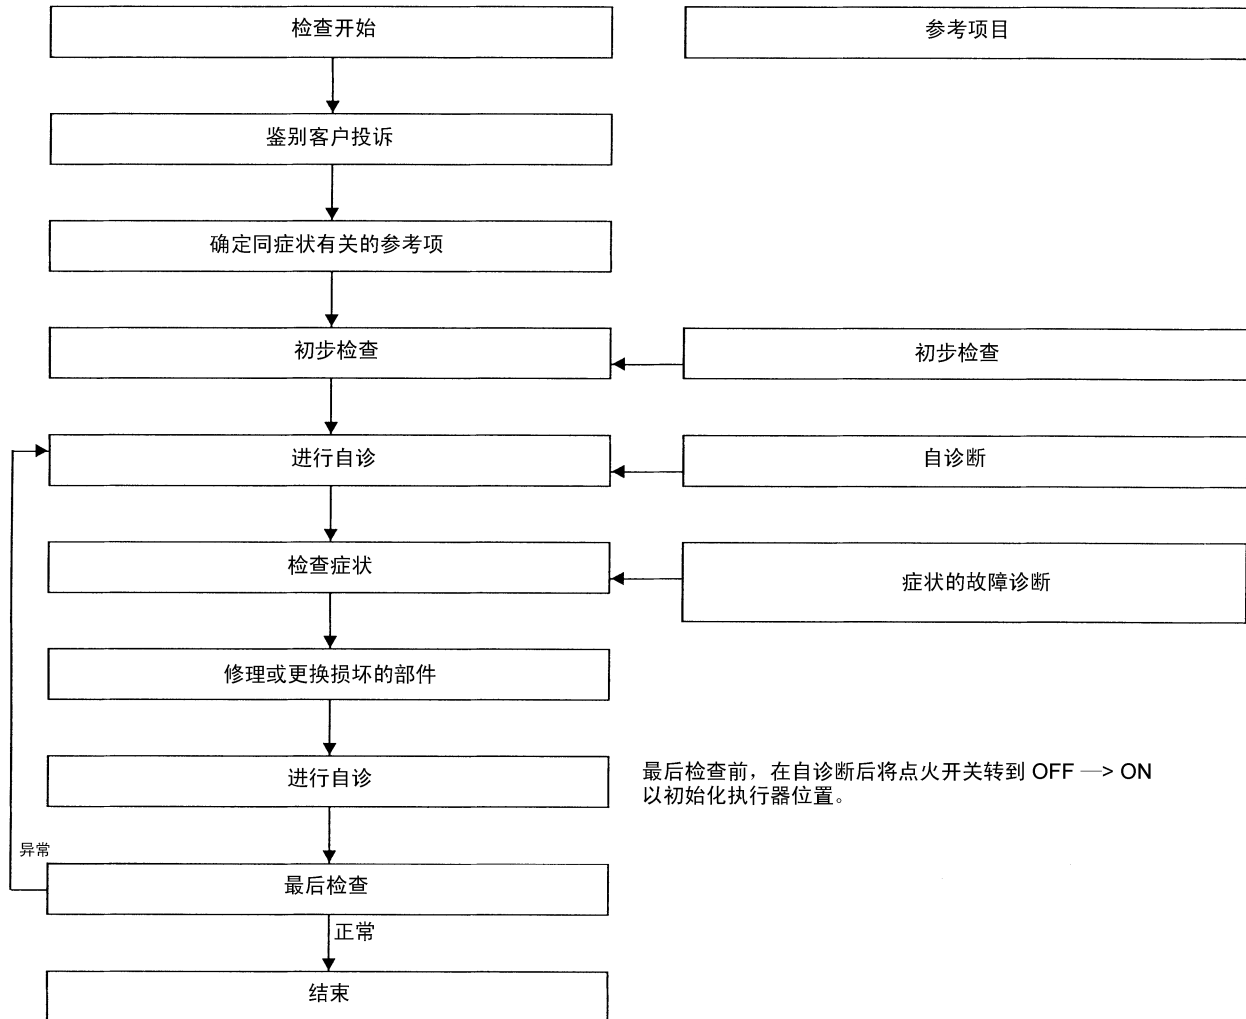 检查开始
参考项目
鉴别客户投诉
确定同症状有关的参考项
初步检查
初步检查
进行自诊
自诊断
检查症状
症状的故障诊断
修理或更换损坏的部件
进行自诊
最后检查前，在自诊断后将点火开关转到 OFF —> ON
以初始化执行器位置。
异常
最后检查
正常
结束